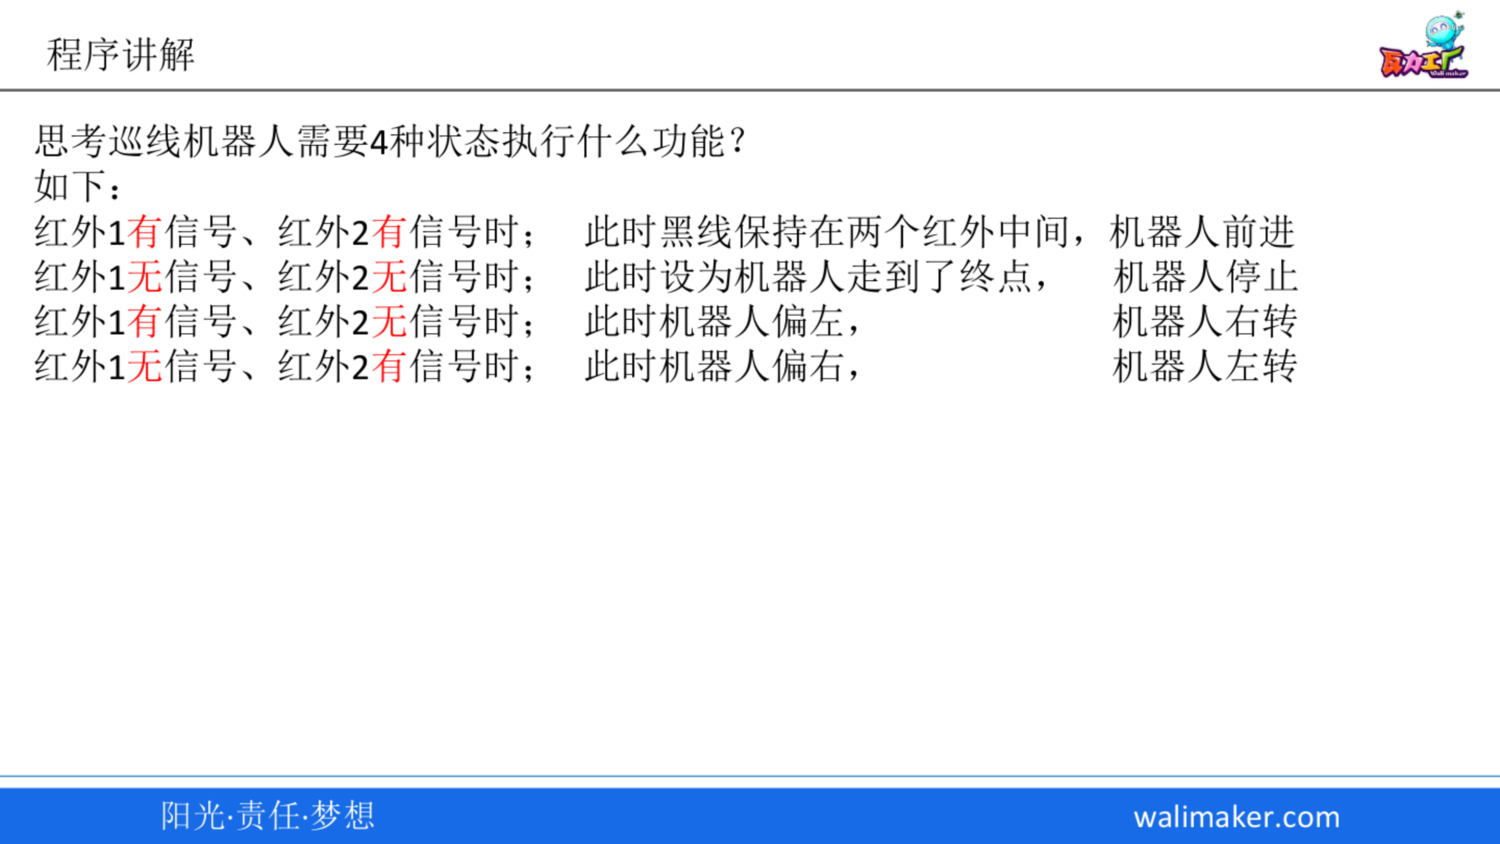 程序讲解
瓦力工厂
Wali maker
思考巡线机器人需要4种状态执行什么功能？
如下：
红外1有信号、红外2有信号时； 此时黑线保持在两个红外中间，机器人前进
红外1无信号、红外2无信号时； 此时设为机器人走到了终点， 机器人停止
红外1有信号、红外2无信号时； 此时机器人偏左， 机器人右转
红外1无信号、红外2有信号时； 此时机器人偏右， 机器人左转
阳光·责任·梦想
walimaker.com